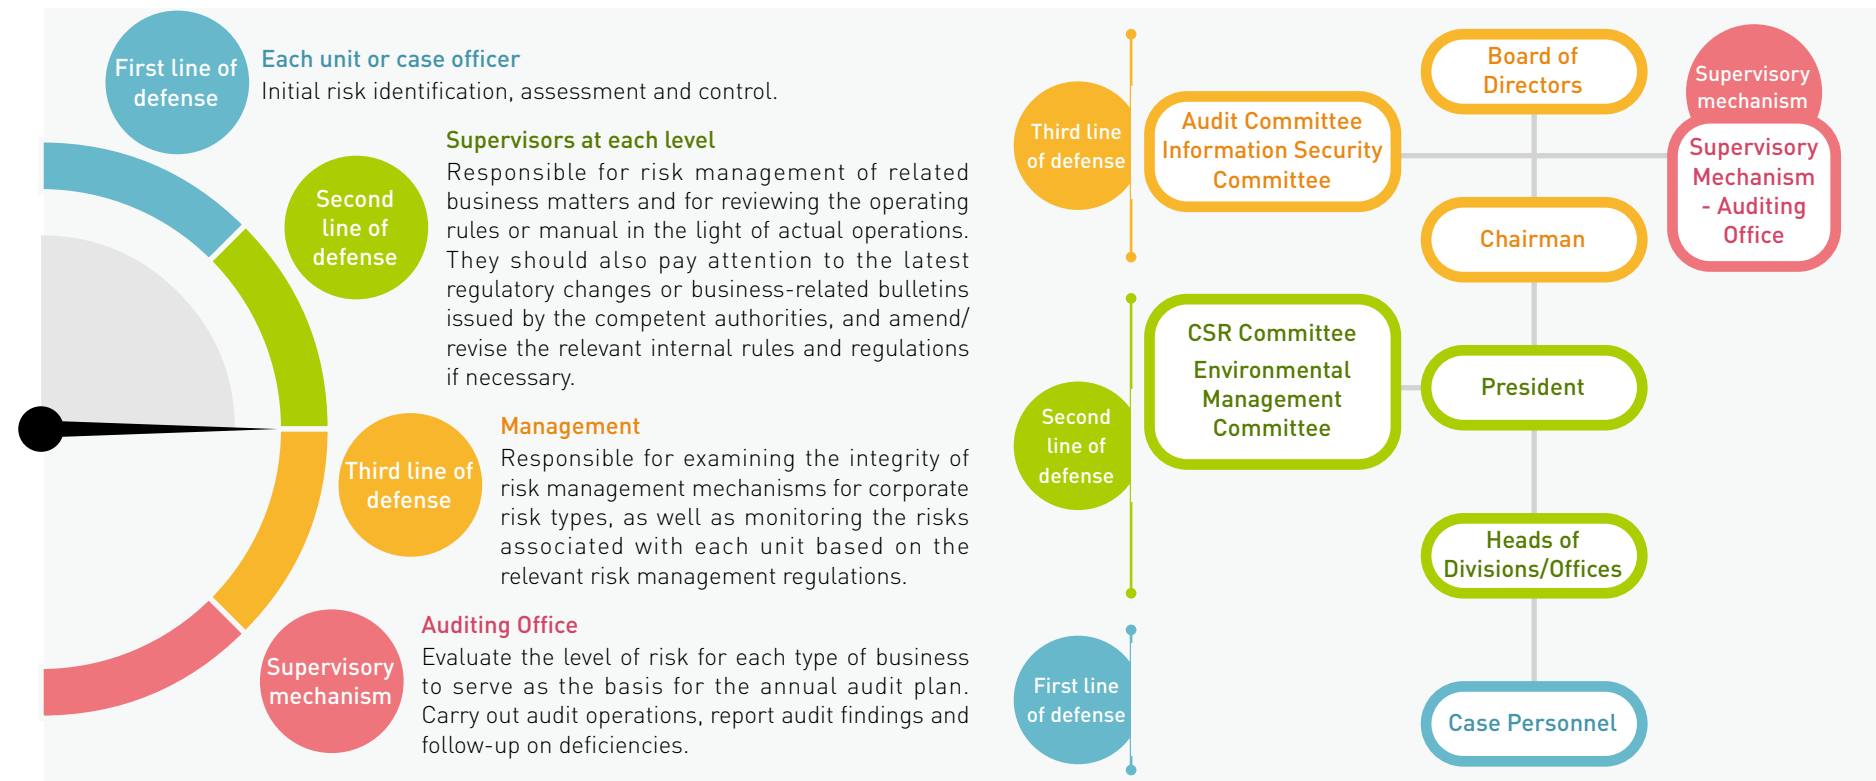 First line of
defense
Each unit or case officer
Initial risk identification, assessment and control.
Second
line of
defense
Supervisors at each level
Responsible for risk management of related
business matters and for reviewing the operating
rules or manual in the light of actual operations.
They should also pay attention to the latest
regulatory changes or business-related bulletins
issued by the competent authorities, and amend/
revise the relevant internal rules and regulations
if necessary.
Third line of
defense
Management
Responsible for examining the integrity of
risk management mechanisms for corporate
risk types, as well as monitoring the risks
associated with each unit based on the
relevant risk management regulations.
Supervisory
mechanism
Auditing Office
Evaluate the level of risk for each type of business
to serve as the basis for the annual audit plan.
Carry out audit operations, report audit findings and
follow-up on deficiencies.
Third line
of defense
Audit Committee
Information Security
Committee
Board of
Directors
Supervisory
mechanism
Supervisory
Mechanism
- Auditing
Office
Chairman
Second
line of
defense
CSR Committee
Environmental
Management
Committee
President
Heads of
Divisions/Offices
First line
of defense
Case Personnel